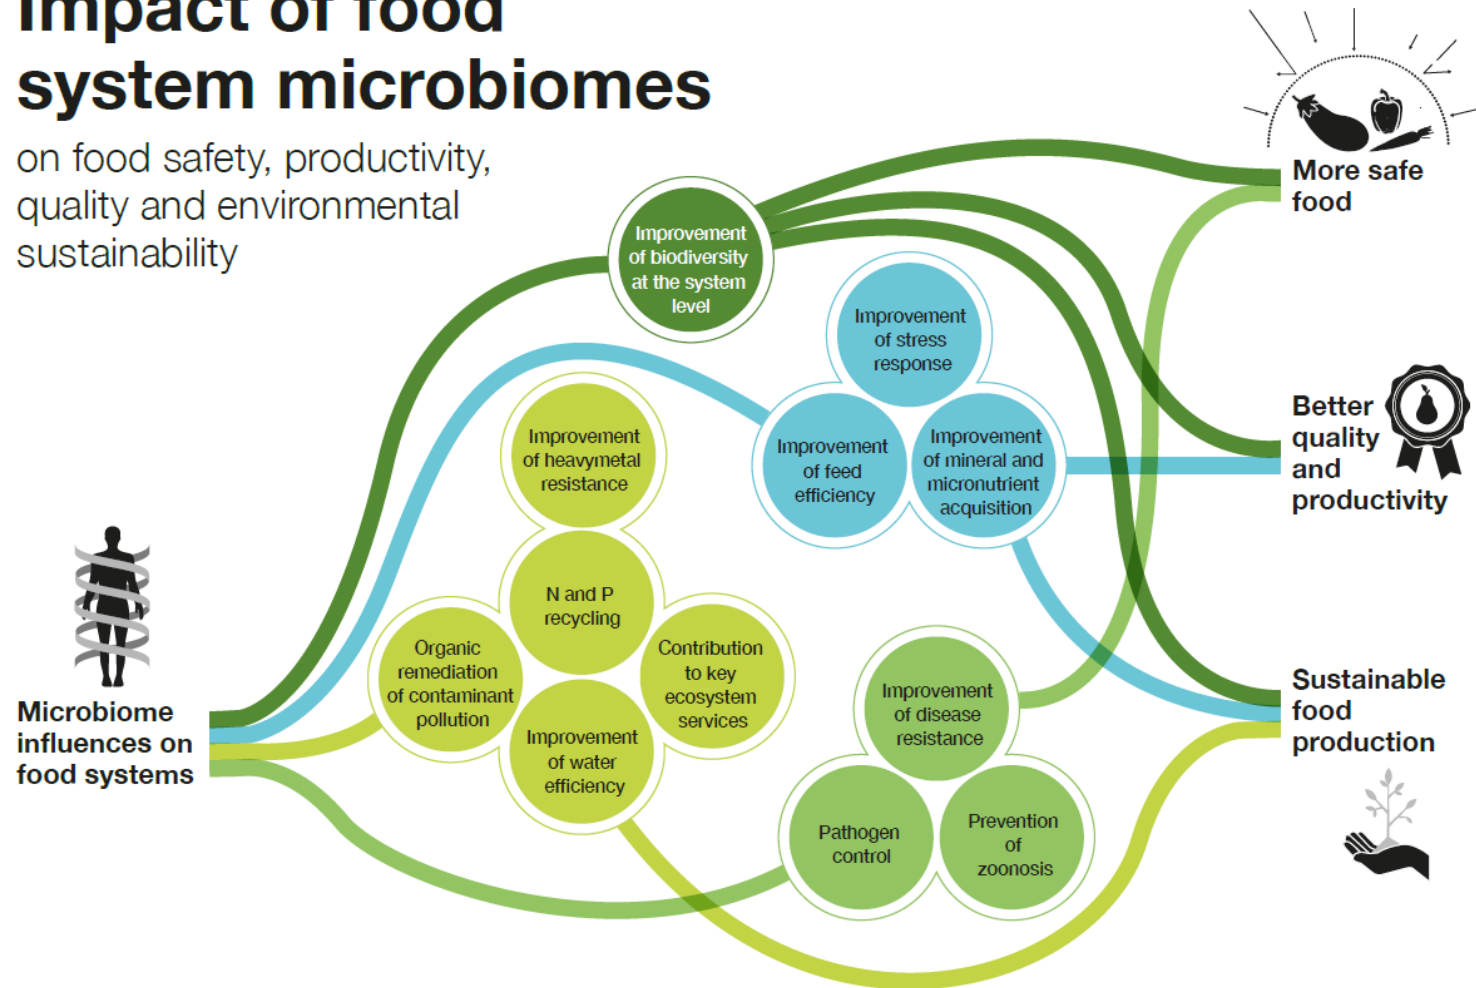 Impact of food
system microbiomes
on food safety, productivity,
quality and environmental
sustainability
More safe
food
Improvement
of biodiversity
at the system
level
Improvement
of stress
response
Improvement
of feed
efficiency
Improvement
of mineral and
micronutrient
acquisition
Better
quality
and
productivity
Improvement
of heavymetal
resistance
N and P
recycling
Organic
remediation
of contaminant
pollution
Contribution
to key
ecosystem
services
Improvement
of water
efficiency
Microbiome
influences on
food systems
Improvement
of disease
resistance
Pathogen
control
Prevention
of
zoonosis
Sustainable
food
production